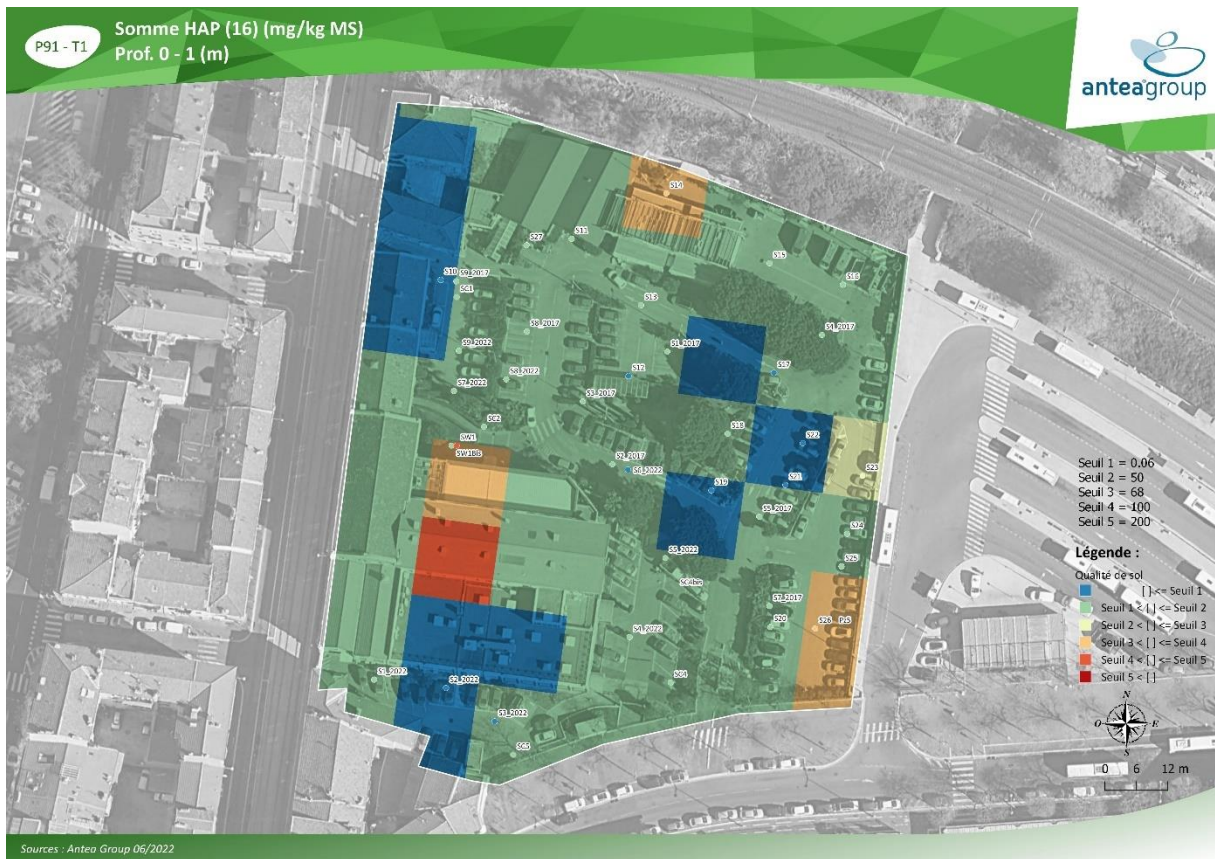 P91 - T1
Somme HAP (16) (mg/kg MS)
Prof. 0 - 1 (m)
anteagroup
S14
S27
S11
S15
S16
S10
S9_2017
SC1
S13
S8_2017
S4_2017
S9_2022
S1_2017
S17
S12
S7_2022
S8_2022
S3_2017
SC2
S18
SW1
SW1Bis
S22
S2_2017
S6_2022
S23
S21
S19
S5_2017
S24
S5_2022
S25
SC4bis
S7_2017
S20
S26
P15
S4_2022
S1_2022
S2_2022
SC4
S3_2022
SC5
Seuil 1 = 0.06
Seuil 2 = 50
Seuil 3 = 68
Seuil 4 = 100
Seuil 5 = 200
Légende :
Qualité de sol
[ ] <= Seuil 1
Seuil 1 < [ ] <= Seuil 2
Seuil 2 < [ ] <= Seuil 3
Seuil 3 < [ ] <= Seuil 4
Seuil 4 < [ ] <= Seuil 5
Seuil 5 < [ ]
N
O
E
S
0 6 12 m
Sources : Antea Group 06/2022